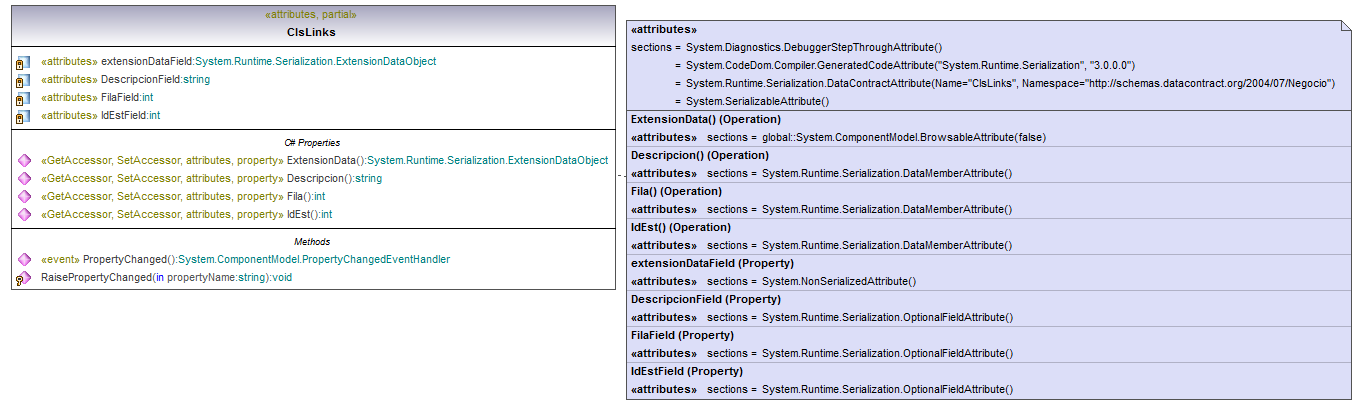 «attributes, partial»
ClsLinks
«attributes» extensionDataField:System.Runtime.Serialization.ExtensionDataObject
«attributes» DescripcionField:string
«attributes» FilaField:int
«attributes» IdEstField:int
C# Properties
«GetAccessor, SetAccessor, attributes, property» ExtensionData():System.Runtime.Serialization.ExtensionDataObject
«GetAccessor, SetAccessor, attributes, property» Descripcion():string
«GetAccessor, SetAccessor, attributes, property» Fila():int
«GetAccessor, SetAccessor, attributes, property» IdEst():int
Methods
«event» PropertyChanged():System.ComponentModel.PropertyChangedEventHandler
RaisePropertyChanged(in propertyName:string):void
«attributes»
sections = System.Diagnostics.DebuggerStepThroughAttribute()
= System.CodeDom.Compiler.GeneratedCodeAttribute("System.Runtime.Serialization", "3.0.0.0")
= System.Runtime.Serialization.DataContractAttribute(Name="ClsLinks", Namespace="http://schemas.datacontract.org/2004/07/Negocio")
= System.SerializableAttribute()
ExtensionData() (Operation)
«attributes» sections = global::System.ComponentModel.BrowsableAttribute(false)
Descripcion() (Operation)
«attributes» sections = System.Runtime.Serialization.DataMemberAttribute()
Fila() (Operation)
«attributes» sections = System.Runtime.Serialization.DataMemberAttribute()
IdEst() (Operation)
«attributes» sections = System.Runtime.Serialization.DataMemberAttribute()
extensionDataField (Property)
«attributes» sections = System.NonSerializedAttribute()
DescripcionField (Property)
«attributes» sections = System.Runtime.Serialization.OptionalFieldAttribute()
FilaField (Property)
«attributes» sections = System.Runtime.Serialization.OptionalFieldAttribute()
IdEstField (Property)
«attributes» sections = System.Runtime.Serialization.OptionalFieldAttribute()